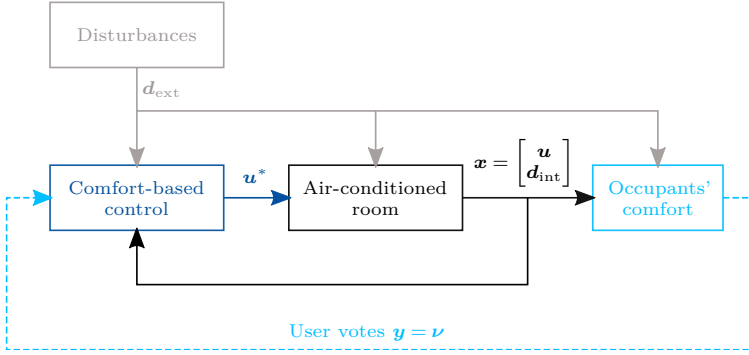 Disturbances
d_ext
x = [u d_int]
u*
Comfort-based
control
Air-conditioned
room
Occupants'
comfort
User votes y = ν